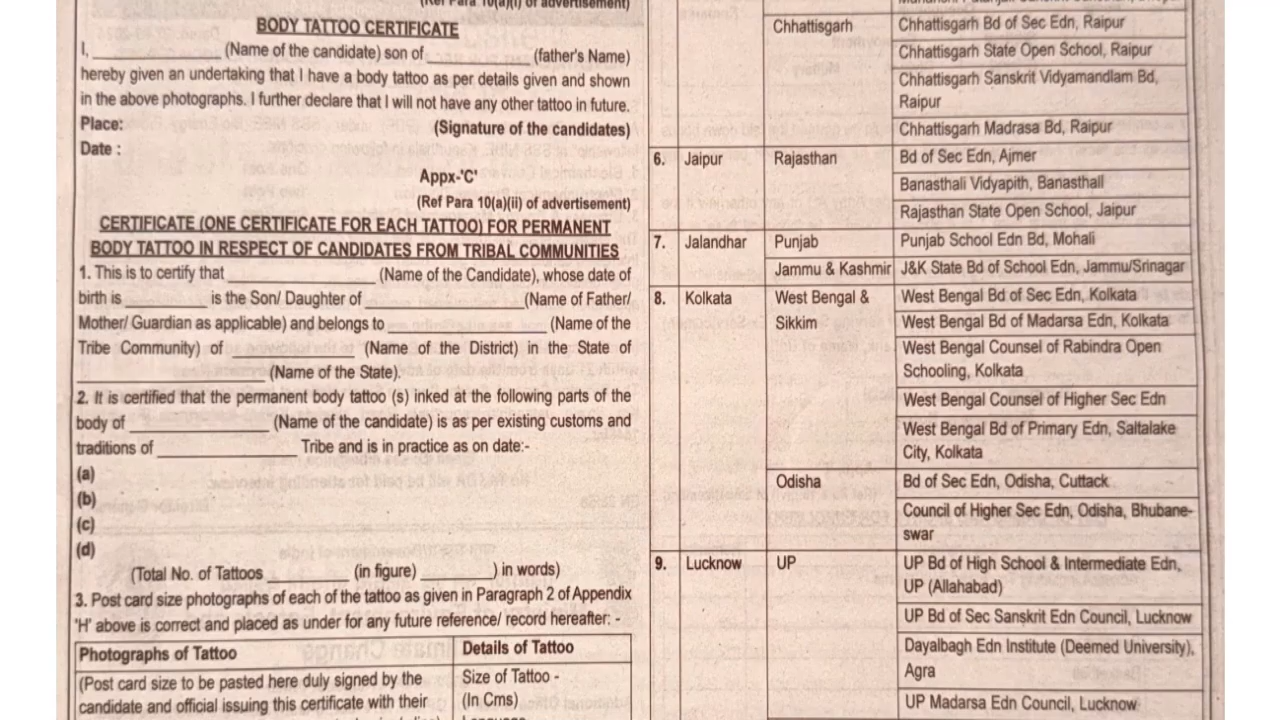 (Ref Para 10(a)(i) of advertisement)
BODY TATTOO CERTIFICATE
I, ____________ (Name of the candidate) son of ____________ (father's Name)
hereby given an undertaking that I have a body tattoo as per details given and shown
in the above photographs. I further declare that I will not have any other tattoo in future.
Place: (Signature of the candidates)
Date :
Appx-'C'
(Ref Para 10(a)(ii) of advertisement)
CERTIFICATE (ONE CERTIFICATE FOR EACH TATTOO) FOR PERMANENT
BODY TATTOO IN RESPECT OF CANDIDATES FROM TRIBAL COMMUNITIES
1. This is to certify that ______________ (Name of the Candidate), whose date of
birth is ________ is the Son/ Daughter of ________________(Name of Father/
Mother/ Guardian as applicable) and belongs to ________________ (Name of the
Tribe Community) of ____________ (Name of the District) in the State of
__________________ (Name of the State).
2. It is certified that the permanent body tattoo (s) inked at the following parts of the
body of ______________ (Name of the candidate) is as per existing customs and
traditions of ______________ Tribe and is in practice as on date:-
(a)
(b)
(c)
(d)
(Total No. of Tattoos ________ (in figure) _______) in words)
3. Post card size photographs of each of the tattoo as given in Paragraph 2 of Appendix
'H' above is correct and placed as under for any future reference/ record hereafter: -
Photographs of Tattoo
Details of Tattoo
(Post card size to be pasted here duly signed by the
candidate and official issuing this certificate with their
Size of Tattoo -
(In Cms)
Chhattisgarh
Chhattisgarh Bd of Sec Edn, Raipur
Chhattisgarh State Open School, Raipur
Chhattisgarh Sanskrit Vidyamandlam Bd,
Raipur
Chhattisgarh Madrasa Bd, Raipur
6. Jaipur Rajasthan Bd of Sec Edn, Ajmer
Banasthali Vidyapith, Banasthall
Rajasthan State Open School, Jaipur
7. Jalandhar Punjab Punjab School Edn Bd, Mohali
Jammu & Kashmir J&K State Bd of School Edn, Jammu/Srinagar
8. Kolkata West Bengal & West Bengal Bd of Sec Edn, Kolkata
Sikkim West Bengal Bd of Madarsa Edn, Kolkata
West Bengal Counsel of Rabindra Open
Schooling, Kolkata
West Bengal Counsel of Higher Sec Edn
West Bengal Bd of Primary Edn, Saltalake
City, Kolkata
Odisha Bd of Sec Edn, Odisha, Cuttack
Council of Higher Sec Edn, Odisha, Bhubane-
swar
9. Lucknow UP UP Bd of High School & Intermediate Edn,
UP (Allahabad)
UP Bd of Sec Sanskrit Edn Council, Lucknow
Dayalbagh Edn Institute (Deemed University),
Agra
UP Madarsa Edn Council, Lucknow